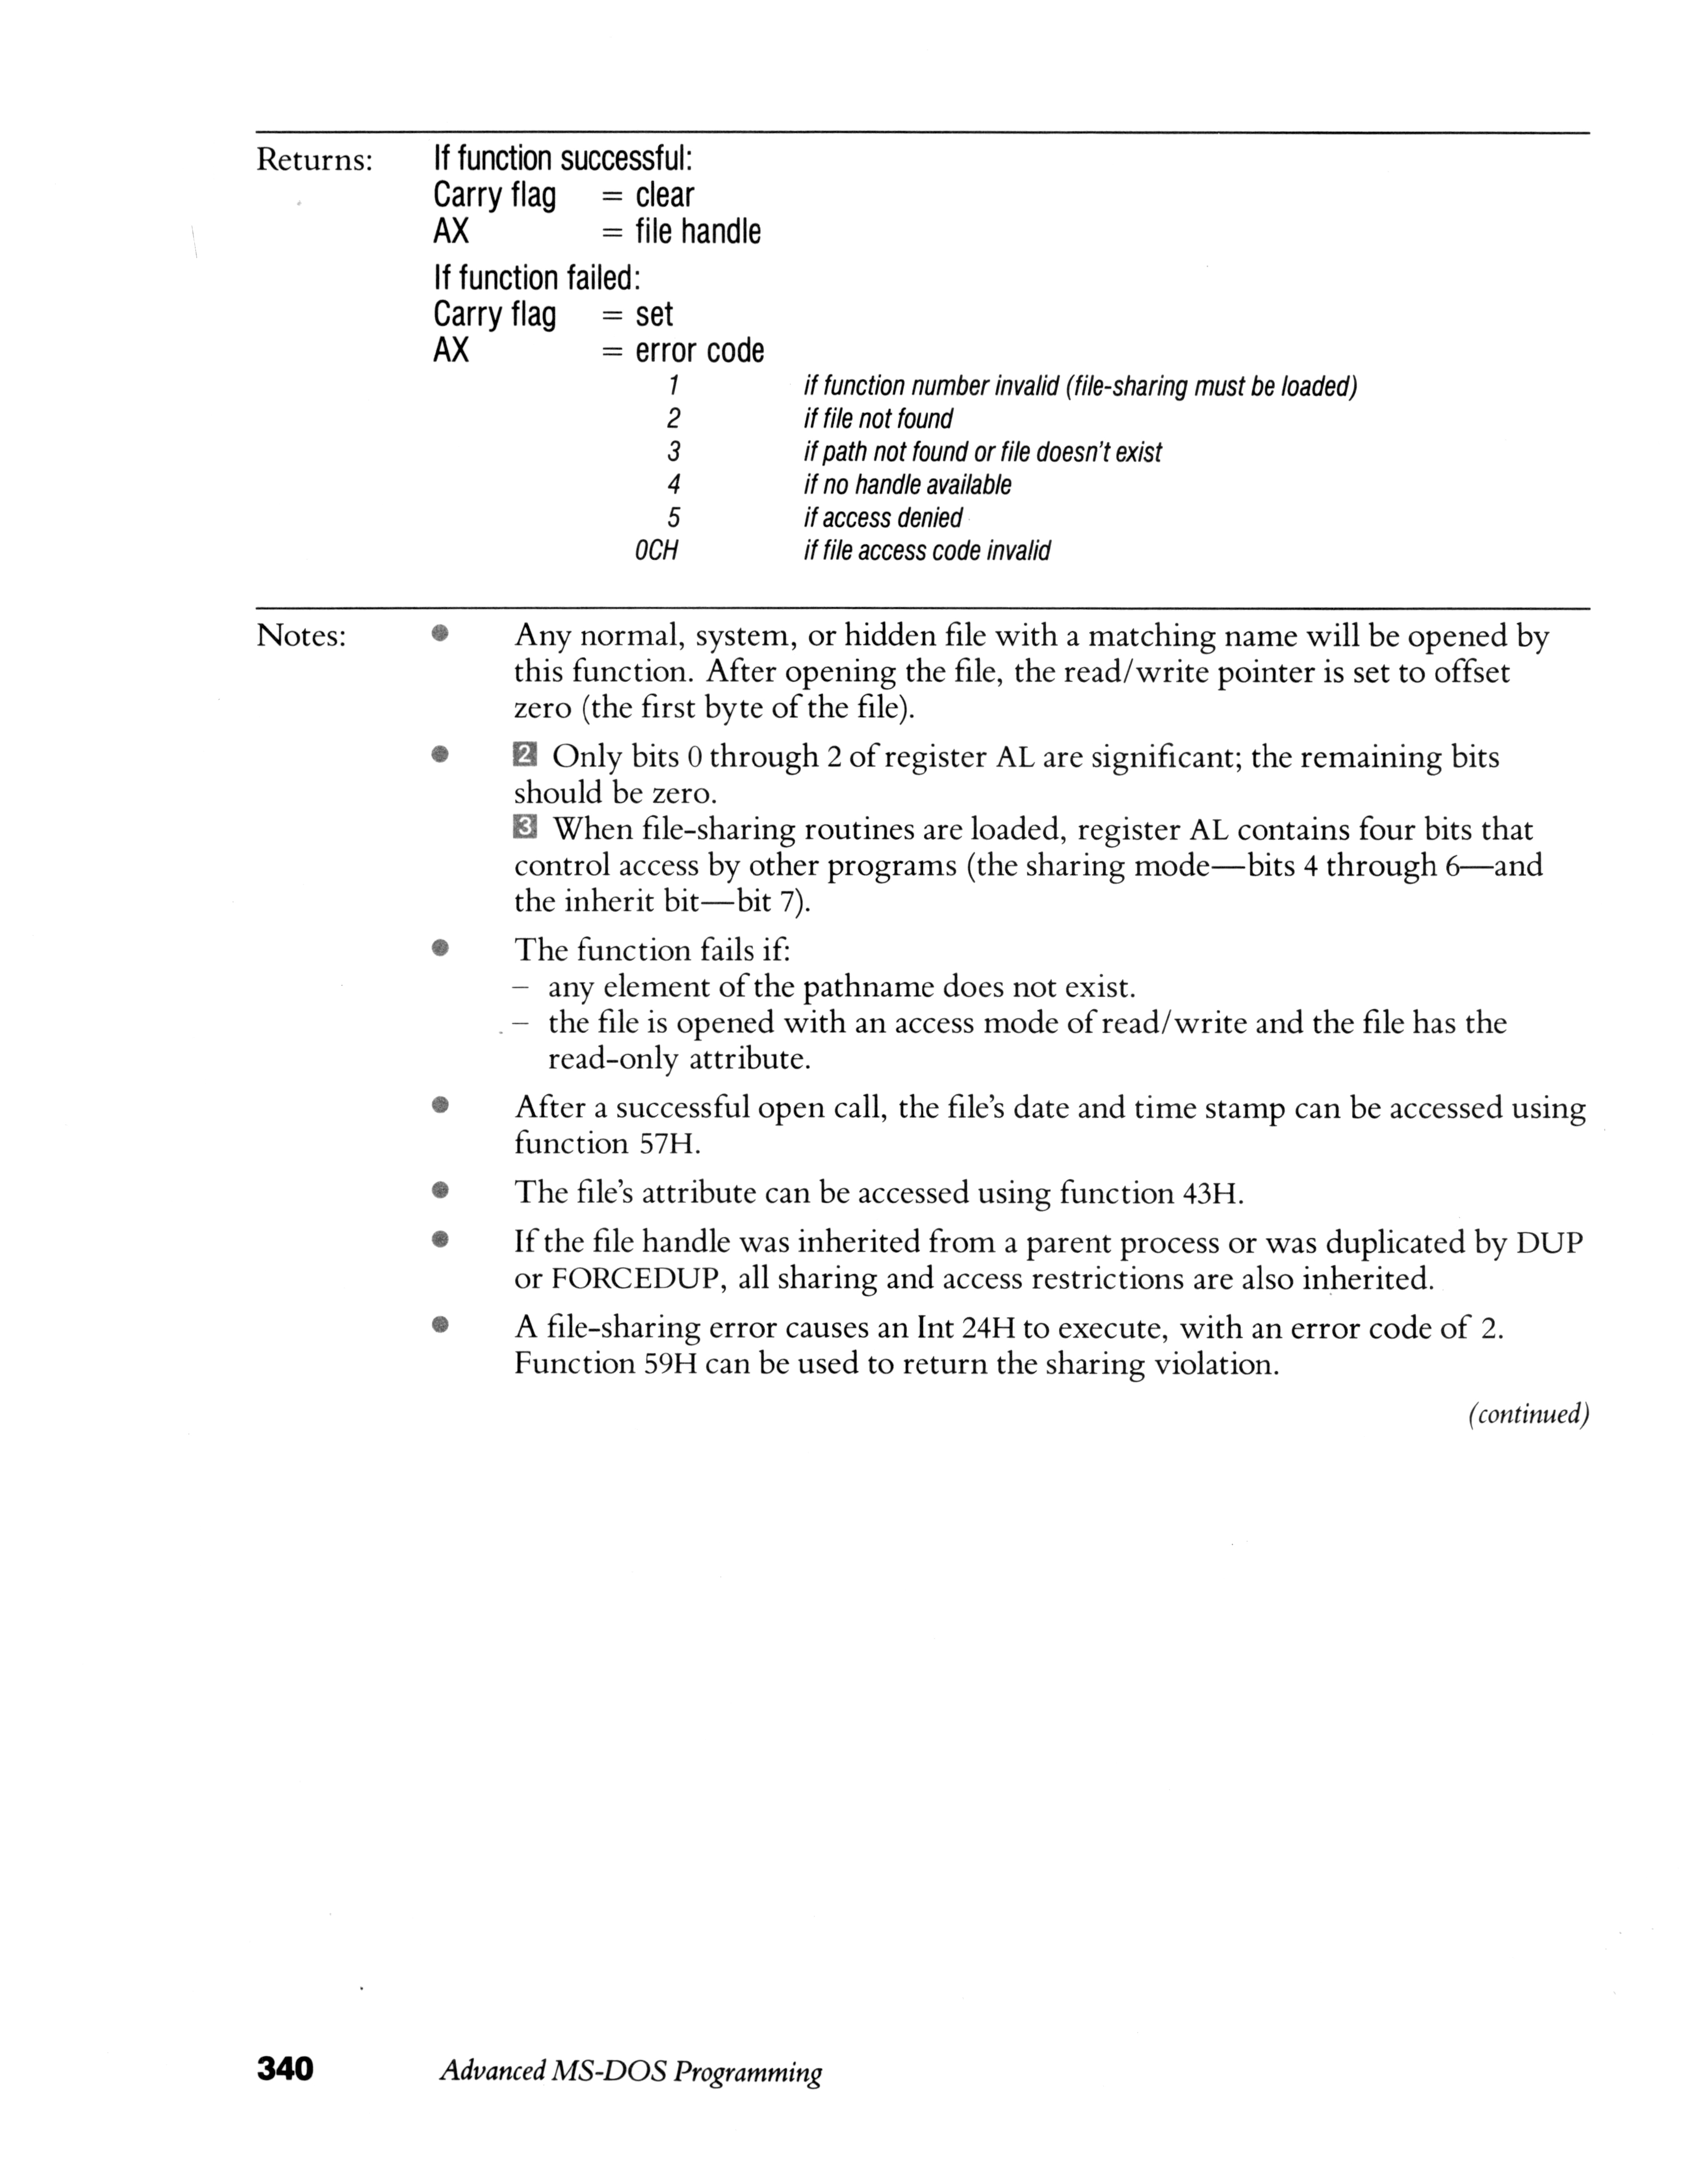 Returns: If function successful:
Carry flag = clear
AX = file handle
If function failed:
Carry flag = set
AX = error code
1 if function number invalid (file-sharing must be loaded)
2 if file not found
3 if path not found or file doesn't exist
4 if no handle available
5 if access denied
0CH if file access code invalid
Notes: ● Any normal, system, or hidden file with a matching name will be opened by
this function. After opening the file, the read/write pointer is set to offset
zero (the first byte of the file).
● 2 Only bits 0 through 2 of register AL are significant; the remaining bits
should be zero.
3 When file-sharing routines are loaded, register AL contains four bits that
control access by other programs (the sharing mode—bits 4 through 6—and
the inherit bit—bit 7).
● The function fails if:
– any element of the pathname does not exist.
– the file is opened with an access mode of read/write and the file has the
read-only attribute.
● After a successful open call, the file's date and time stamp can be accessed using
function 57H.
● The file's attribute can be accessed using function 43H.
● If the file handle was inherited from a parent process or was duplicated by DUP
or FORCEDUP, all sharing and access restrictions are also inherited.
● A file-sharing error causes an Int 24H to execute, with an error code of 2.
Function 59H can be used to return the sharing violation.
(continued)
340 Advanced MS-DOS Programming